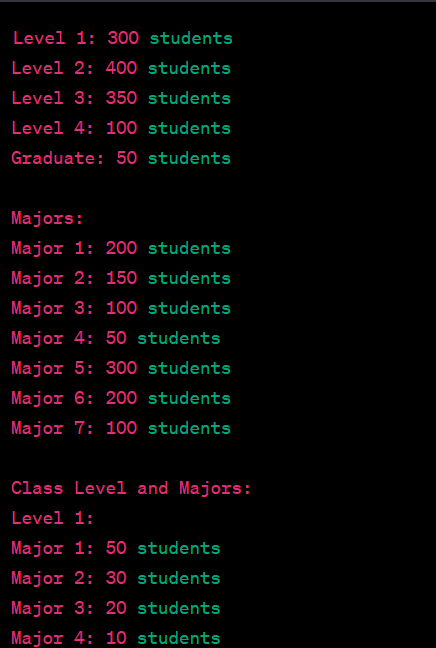 Level 1: 300 students
Level 2: 400 students
Level 3: 350 students
Level 4: 100 students
Graduate: 50 students
Majors:
Major 1: 200 students
Major 2: 150 students
Major 3: 100 students
Major 4: 50 students
Major 5: 300 students
Major 6: 200 students
Major 7: 100 students
Class Level and Majors:
Level 1:
Major 1: 50 students
Major 2: 30 students
Major 3: 20 students
Major 4: 10 students